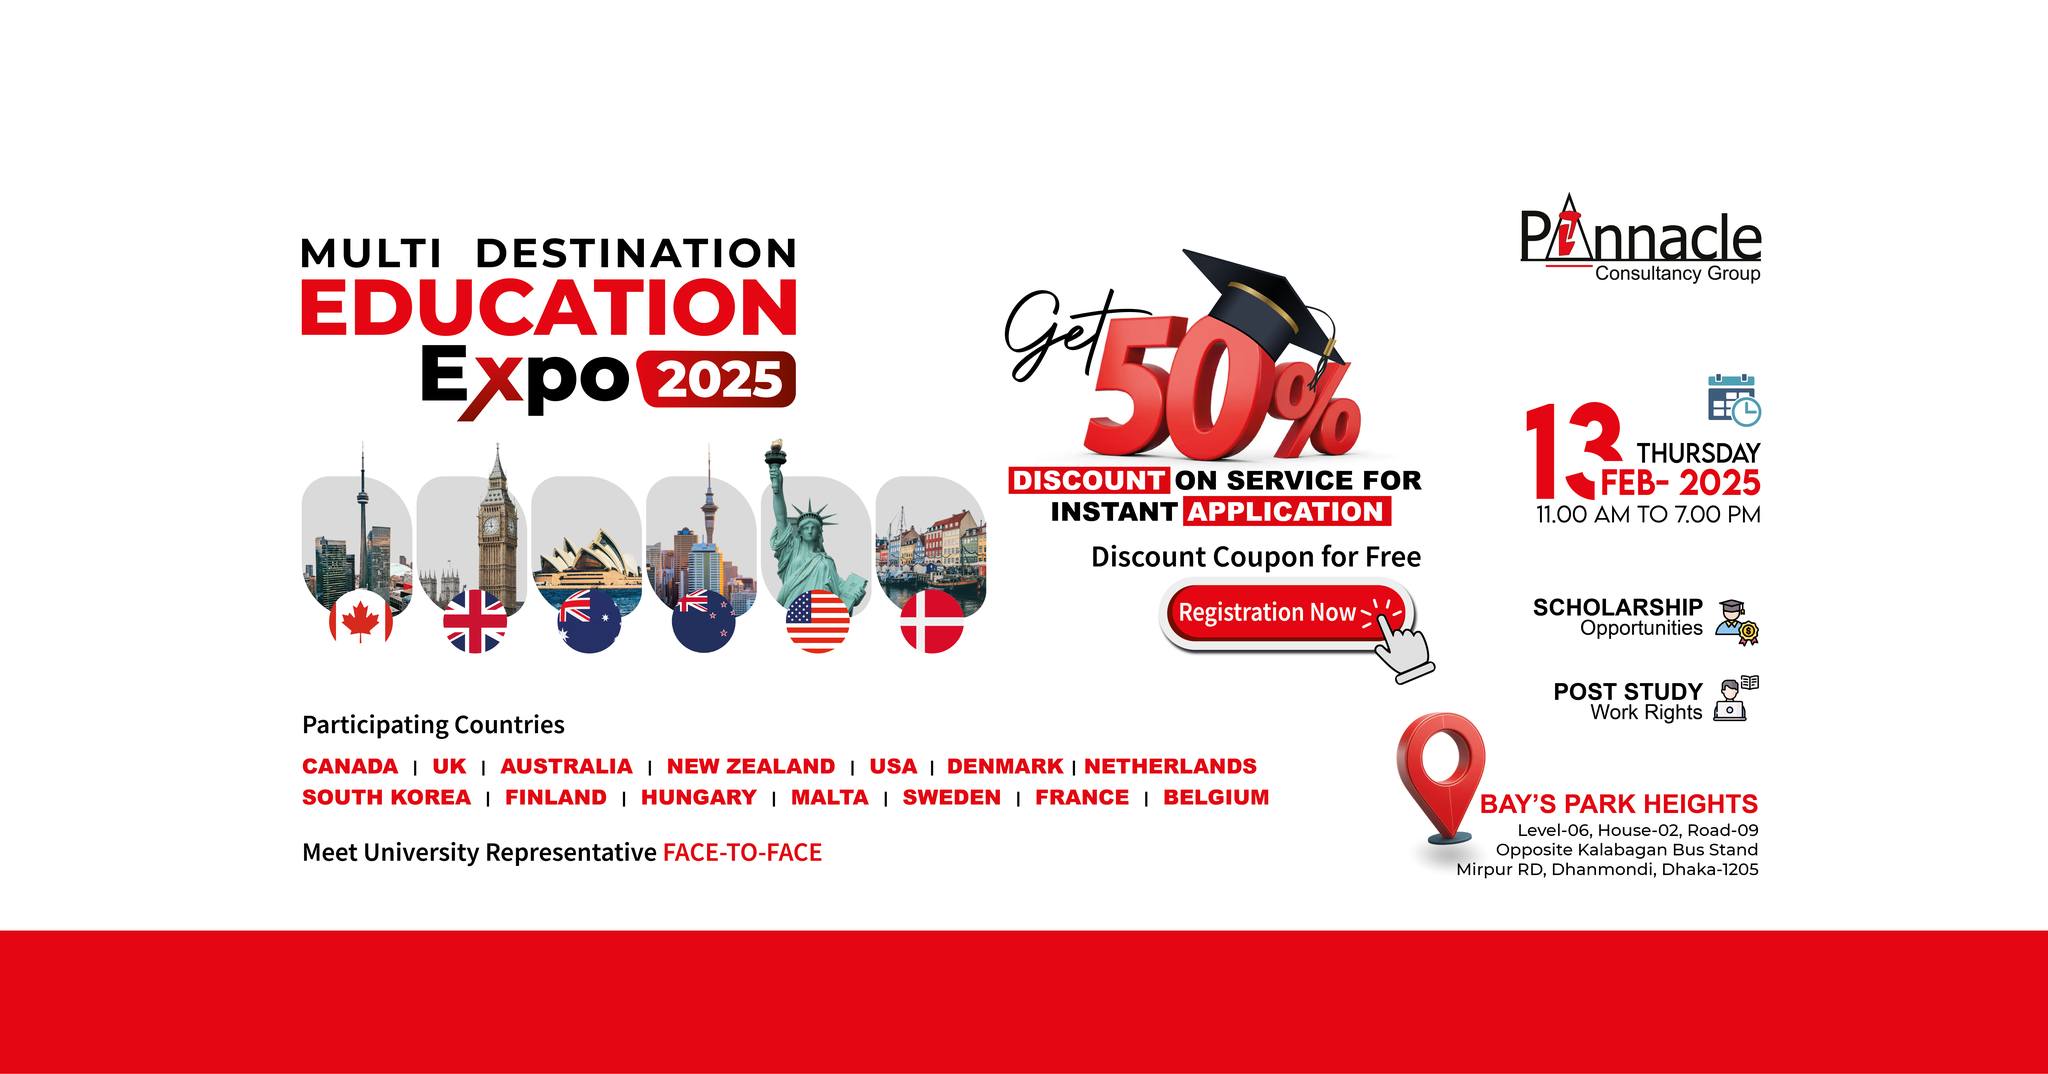 MULTI DESTINATION
EDUCATION
Expo 2025
Participating Countries
CANADA | UK | AUSTRALIA | NEW ZEALAND | USA | DENMARK | NETHERLANDS
SOUTH KOREA | FINLAND | HUNGARY | MALTA | SWEDEN | FRANCE | BELGIUM
Meet University Representative FACE-TO-FACE
Get 50%
DISCOUNT ON SERVICE FOR
INSTANT APPLICATION
Discount Coupon for Free
Registration Now
Pinnacle
Consultancy Group
13 THURSDAY
FEB- 2025
11.00 AM TO 7.00 PM
SCHOLARSHIP
Opportunities
POST STUDY
Work Rights
BAY’S PARK HEIGHTS
Level-06, House-02, Road-09
Opposite Kalabagan Bus Stand
Mirpur RD, Dhanmondi, Dhaka-1205